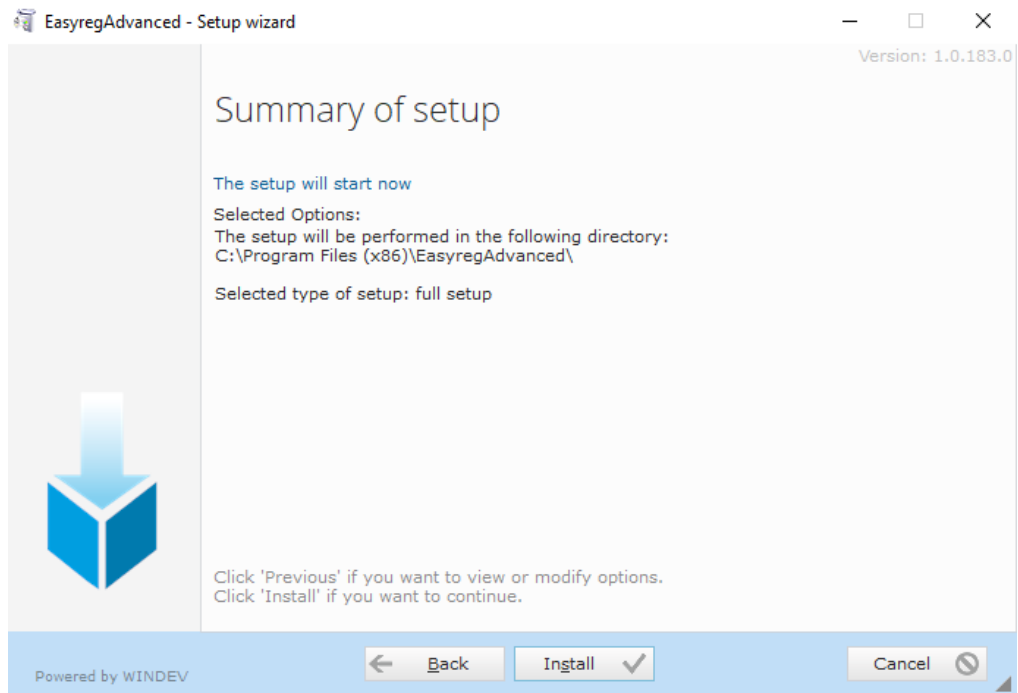 EasyregAdvanced - Setup wizard
Version: 1.0.183.0
Summary of setup
The setup will start now
Selected Options:
The setup will be performed in the following directory:
C:\Program Files (x86)\EasyregAdvanced\
Selected type of setup: full setup
Click 'Previous' if you want to view or modify options.
Click 'Install' if you want to continue.
Powered by WINDEV
Back
Install
Cancel